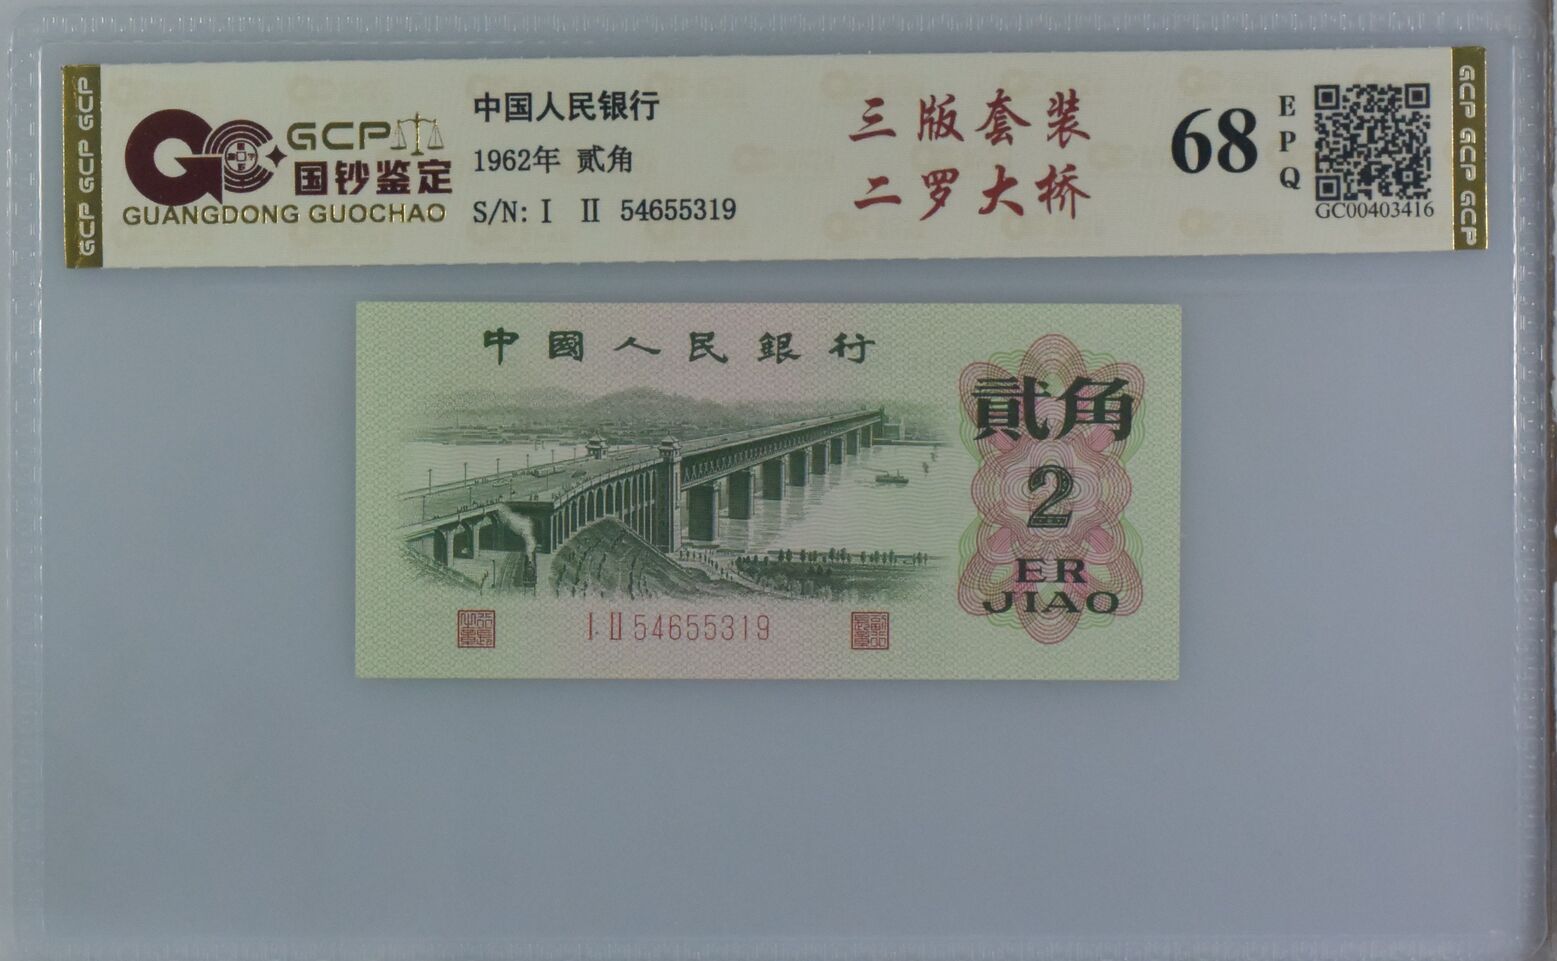 GCP GCP GCP
GCP
国钞鉴定
GUANGDONG GUOCHAO
中国人民银行
1962年 贰角
S/N: I II 54655319
三版套装
二罗大桥
68
EPQ
GC00403416
GCP GCP GCP
中國人民銀行
貳角
2
ER
JIAO
I II 54655319